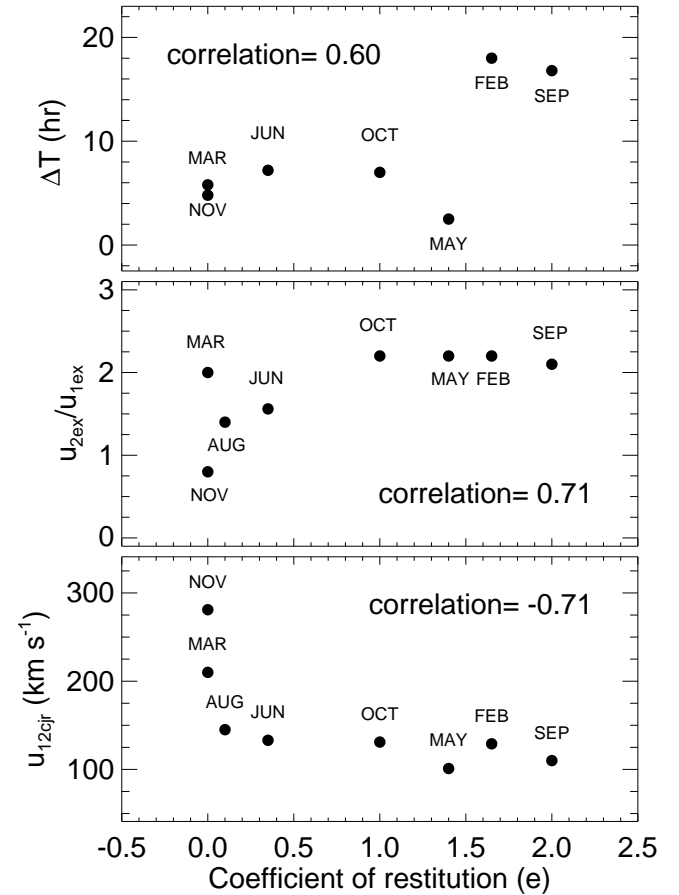 20
correlation= 0.60
FEB
SEP
ΔT (hr)
10
JUN
OCT
MAR
NOV
MAY
0
3
OCT
SEP
MAR
2
JUN
MAY FEB
u2ex/u1ex
AUG
1
NOV
correlation= 0.71
0
300
NOV
correlation= -0.71
MAR
u12cjr (km s-1)
200
AUG
JUN
OCT
FEB
MAY
SEP
100
-0.5 0.0 0.5 1.0 1.5 2.0 2.5
Coefficient of restitution (e)